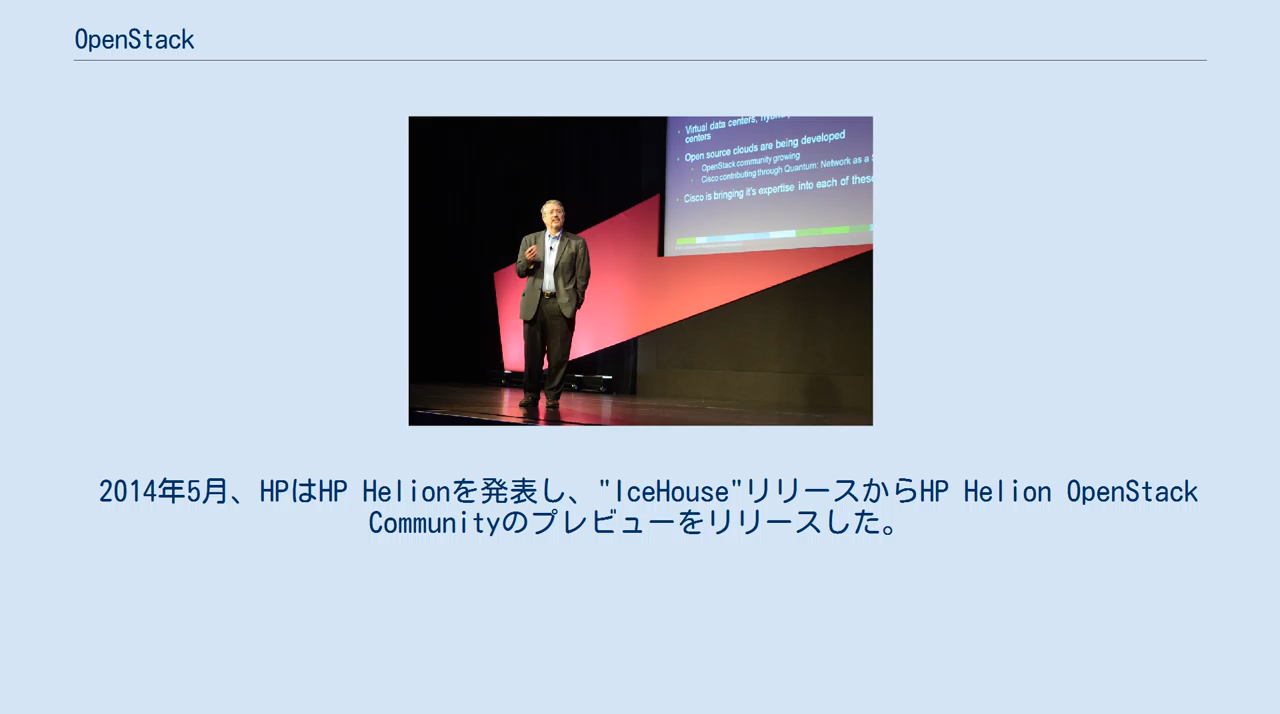 OpenStack
Virtual data centers,
centers
Open source clouds are being developed
OpenStack community growing
Cisco contributing through Quantum: Network as a
Cisco is bringing it's expertise into each of these
2014年5月、HPはHP Helionを発表し、"IceHouse"リリースからHP Helion OpenStack
Communityのプレビューをリリースした。